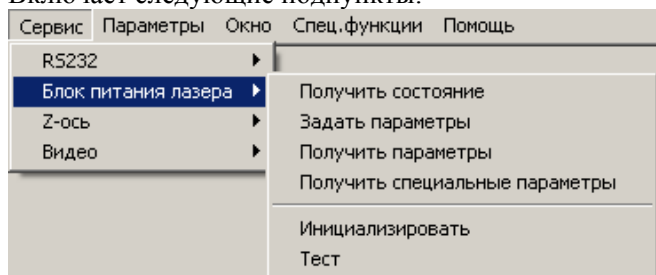 Включает следующие подпункты:
Сервис Параметры Окно Спец.функции Помощь
RS232
Блок питания лазера
Z-ось
Видео
Получить состояние
Задать параметры
Получить параметры
Получить специальные параметры
Инициализировать
Тест